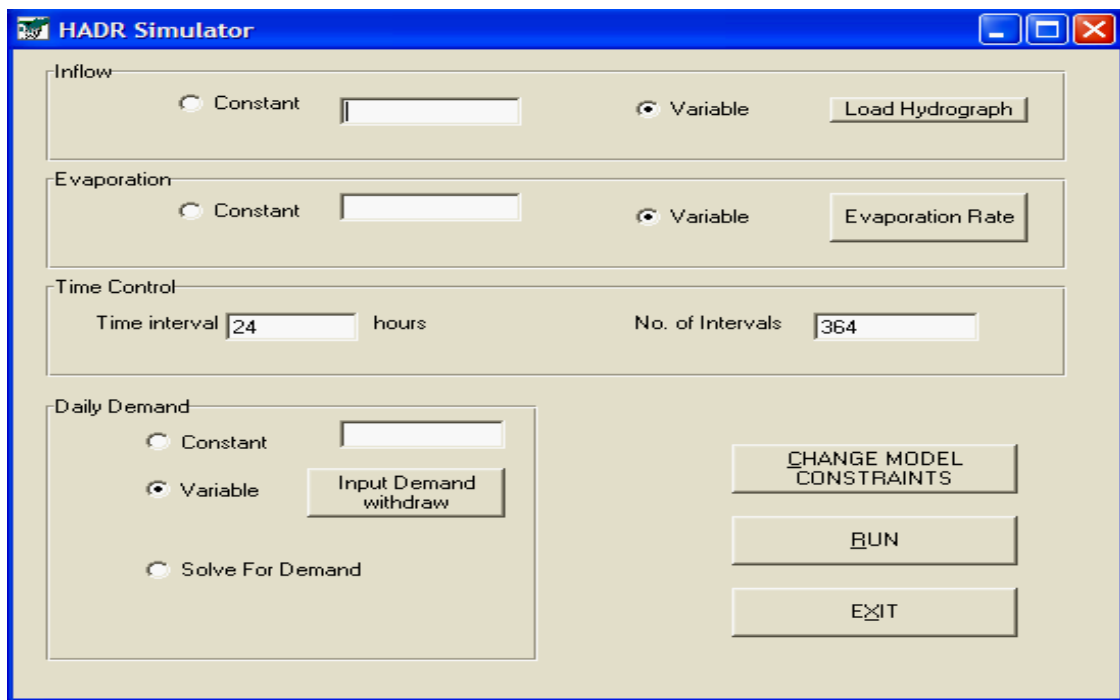 HADR Simulator
Inflow
Constant
Variable
Load Hydrograph
Evaporation
Constant
Variable
Evaporation Rate
Time Control
Time interval 24 hours
No. of Intervals 364
Daily Demand
Constant
Variable
Input Demand
withdraw
Solve For Demand
CHANGE MODEL
CONSTRAINTS
RUN
EXIT